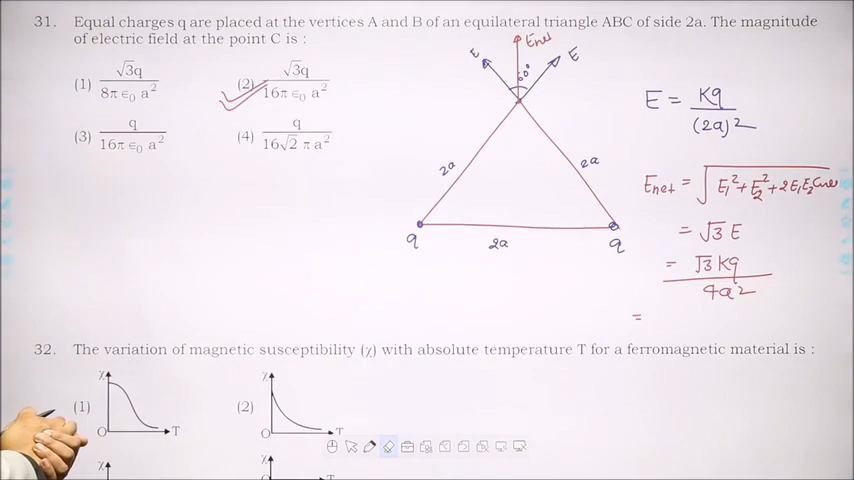 31. Equal charges q are placed at the vertices A and B of an equilateral triangle ABC of side 2a. The magnitude
of electric field at the point C is :
(1) √3q / 8π ∈₀ a²
(2) √3q / 16π ∈₀ a²
(3) q / 16π ∈₀ a²
(4) q / 16√2 π a²
E Enet E
60°
2a 2a
q 2a q
E = Kq / (2a)²
Enet = √E₁² + E₂² + 2E₁E₂
= √3 E
= √3 Kq / 4a²
=
32. The variation of magnetic susceptibility (χ) with absolute temperature T for a ferromagnetic material is :
(1) χ O T
(2) χ O T
χ
χ T